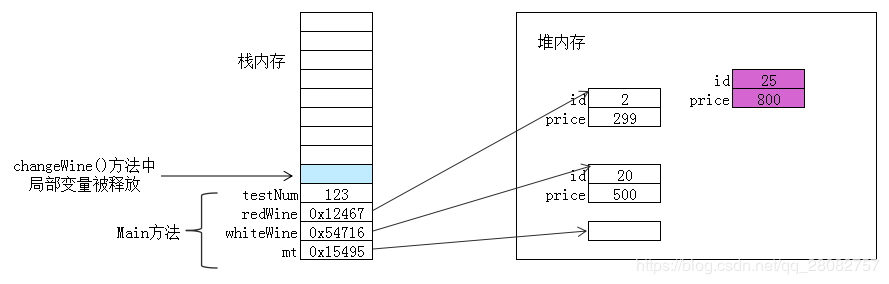 栈内存
堆内存
id 25
price 800
id 2
price 299
changeWine()方法中
局部变量被释放
id 20
price 500
testNum 123
redWine 0x12467
Main方法
whiteWine 0x54716
mt 0x15495
https://blog.csdn.net/qq_28082757